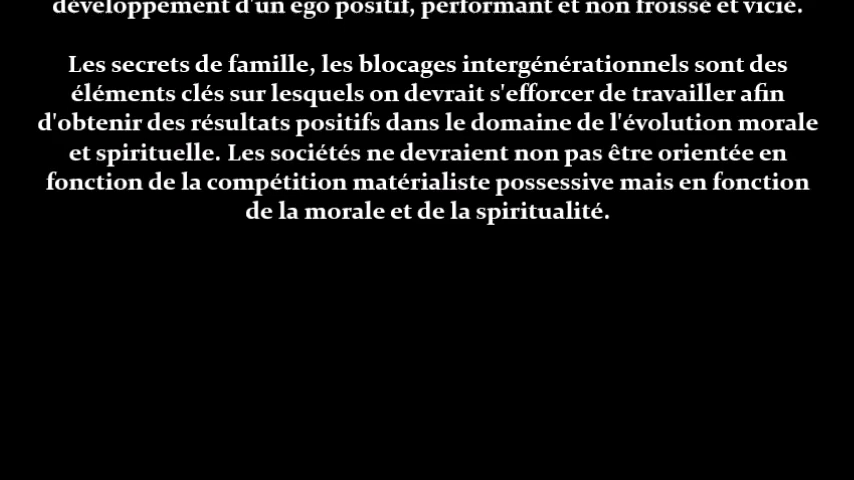 développement d'un égo positif, performant et non froissé et vicié.
Les secrets de famille, les blocages intergénérationnels sont des
éléments clés sur lesquels on devrait s'efforcer de travailler afin
d'obtenir des résultats positifs dans le domaine de l'évolution morale
et spirituelle. Les sociétés ne devraient non pas être orientée en
fonction de la compétition matérialiste possessive mais en fonction
de la morale et de la spiritualité.